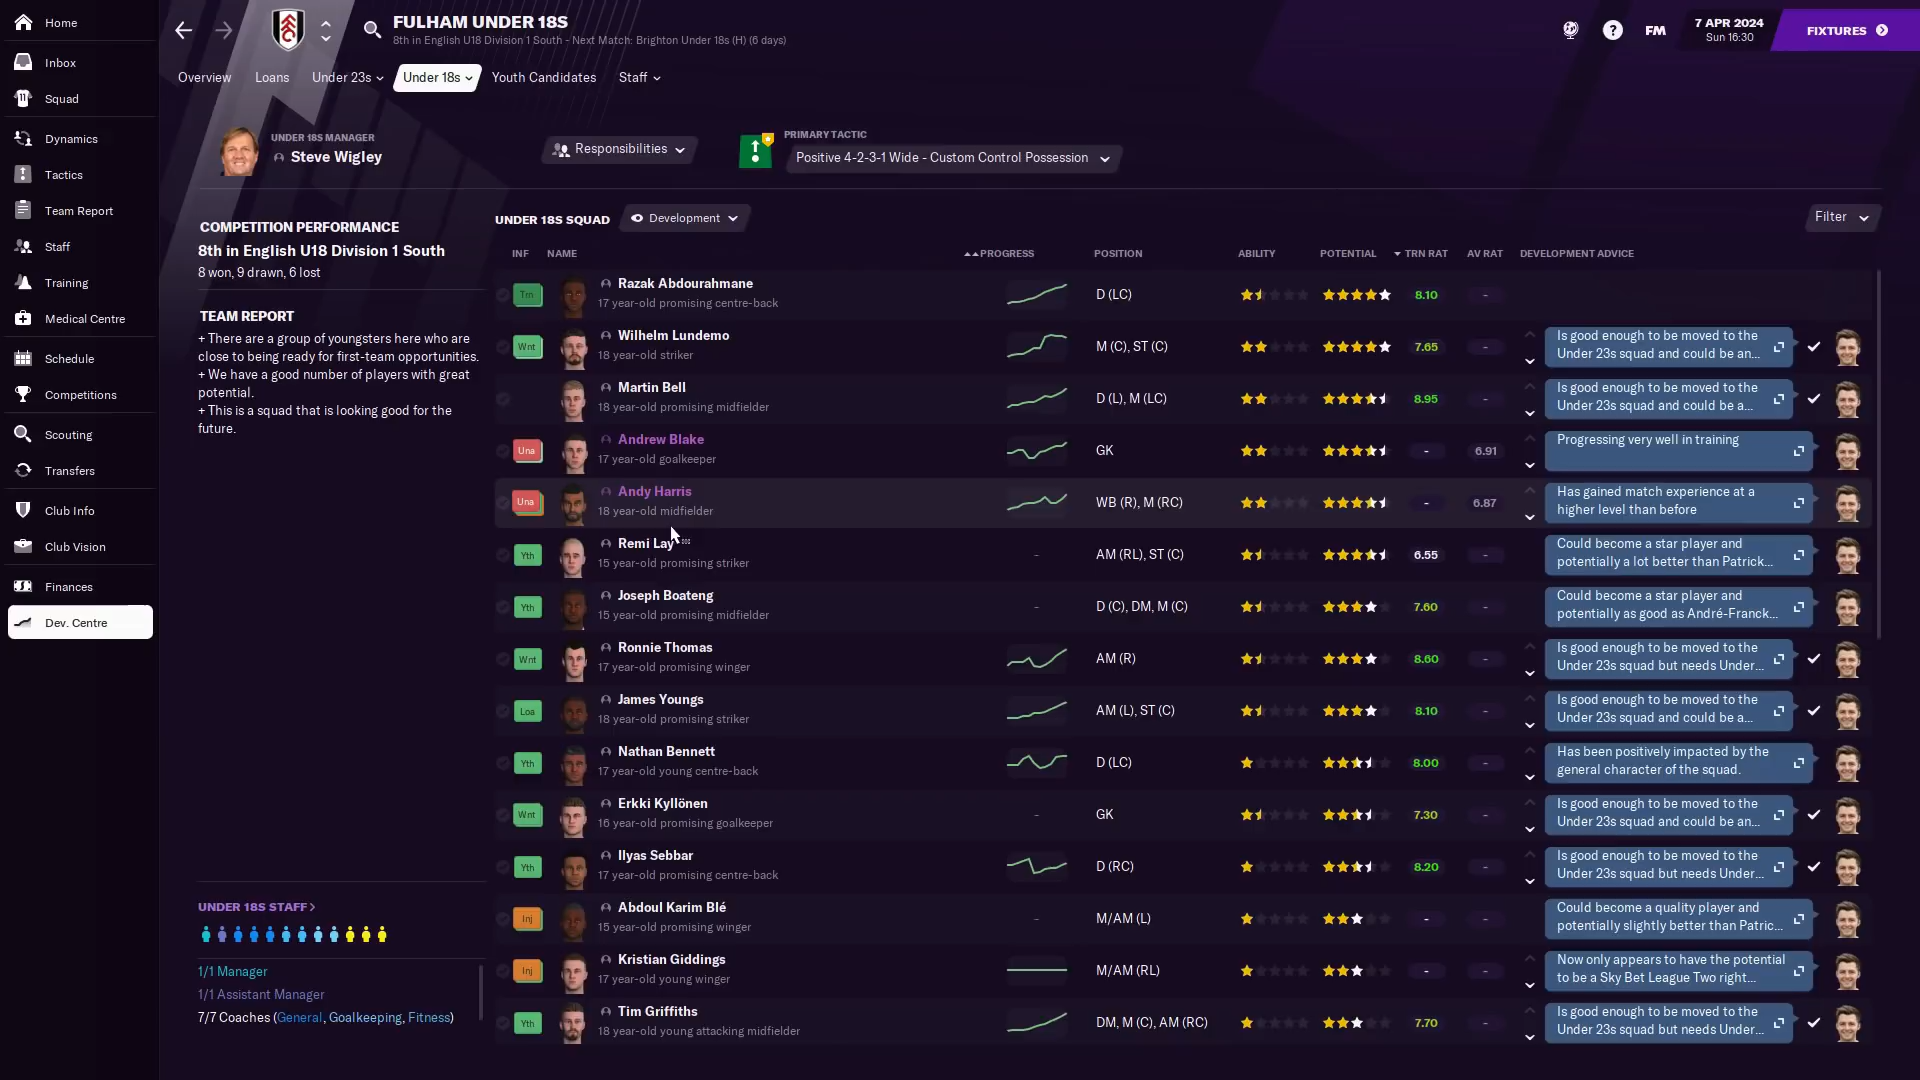 Home
Inbox
Squad
Dynamics
Tactics
Team Report
Staff
Training
Medical Centre
Schedule
Competitions
Scouting
Transfers
Club Info
Club Vision
Finances
Dev. Centre
FULHAM UNDER 18S
8th in English U18 Division 1 South - Next Match: Brighton Under 18s (H) (6 days)
FM
7 APR 2024
Sun 16:30
FIXTURES
Overview Loans Under 23s Under 18s Youth Candidates Staff
UNDER 18S MANAGER
Steve Wigley
Responsibilities
PRIMARY TACTIC
Positive 4-2-3-1 Wide - Custom Control Possession
COMPETITION PERFORMANCE
8th in English U18 Division 1 South
8 won, 9 drawn, 6 lost
TEAM REPORT
+ There are a group of youngsters here who are
close to being ready for first-team opportunities.
+ We have a good number of players with great
potential.
+ This is a squad that is looking good for the
future.
UNDER 18S STAFF
1/1 Manager
1/1 Assistant Manager
7/7 Coaches (General, Goalkeeping, Fitness)
UNDER 18S SQUAD Development Filter
INF NAME PROGRESS POSITION ABILITY POTENTIAL TRN RAT AV RAT DEVELOPMENT ADVICE
Trn Razak Abdourahmane D (LC) 8.10 -
17 year-old promising centre-back
Wnt Wilhelm Lundemo M (C), ST (C) 7.65 - Is good enough to be moved to the
18 year-old striker Under 23s squad and could be an...
Martin Bell D (L), M (LC) 8.95 - Is good enough to be moved to the
18 year-old promising midfielder Under 23s squad and could be a...
Una Andrew Blake GK - 6.91 Progressing very well in training
17 year-old goalkeeper
Una Andy Harris WB (R), M (RC) - 6.87 Has gained match experience at a
18 year-old midfielder higher level than before
Yth Remi Lay - AM (RL), ST (C) 6.55 - Could become a star player and
15 year-old promising striker potentially a lot better than Patrick...
Yth Joseph Boateng - D (C), DM, M (C) 7.60 - Could become a star player and
15 year-old promising midfielder potentially as good as André-Franck...
Wnt Ronnie Thomas AM (R) 8.60 - Is good enough to be moved to the
17 year-old promising winger Under 23s squad but needs Under...
Loa James Youngs AM (L), ST (C) 8.10 - Is good enough to be moved to the
18 year-old promising striker Under 23s squad and could be a...
Yth Nathan Bennett D (LC) 8.00 - Has been positively impacted by the
17 year-old young centre-back general character of the squad.
Wnt Erkki Kyllönen - GK 7.30 - Is good enough to be moved to the
16 year-old promising goalkeeper Under 23s squad and could be an...
Yth Ilyas Sebbar D (RC) 8.20 - Is good enough to be moved to the
17 year-old promising centre-back Under 23s squad but needs Under...
Inj Abdoul Karim Blé - M/AM (L) - - Could become a quality player and
15 year-old promising winger potentially slightly better than Patric...
Inj Kristian Giddings M/AM (RL) - - Now only appears to have the potential
17 year-old young winger to be a Sky Bet League Two right...
Yth Tim Griffiths DM, M (C), AM (RC) 7.70 - Is good enough to be moved to the
18 year-old young attacking midfielder Under 23s squad but needs Under...